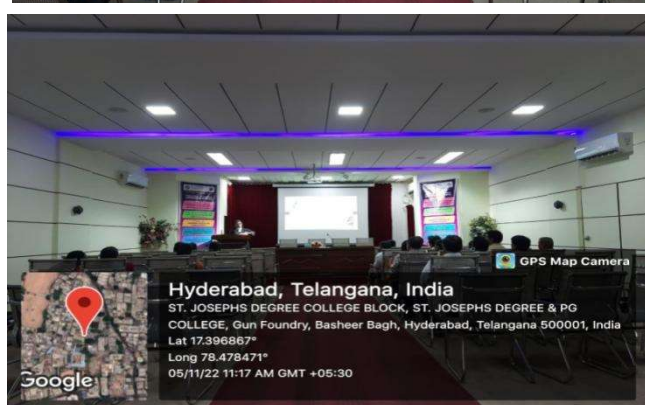 GPS Map Camera
Hyderabad, Telangana, India
ST. JOSEPHS DEGREE COLLEGE BLOCK, ST. JOSEPHS DEGREE & PG
COLLEGE, Gun Foundry, Basheer Bagh, Hyderabad, Telangana 500001, India
Lat 17.396867°
Long 78.478471°
05/11/22 11:17 AM GMT +05:30
Google